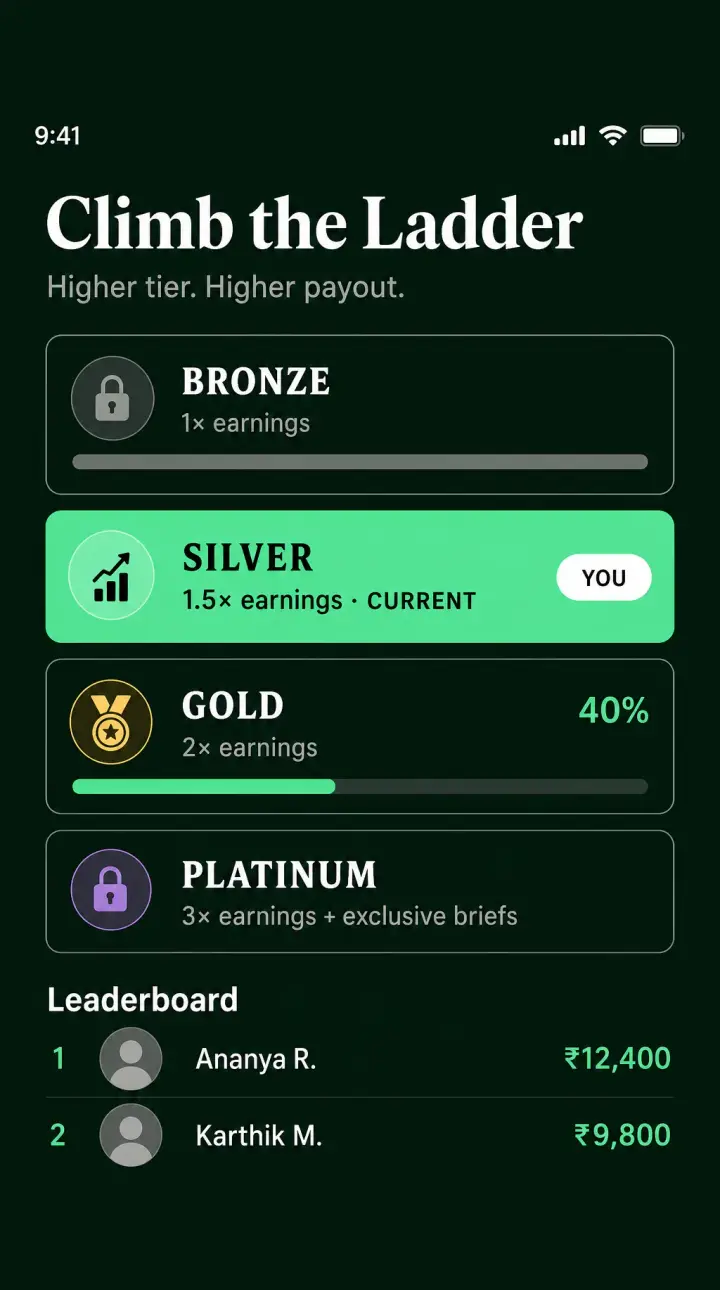 9:41
Climb the Ladder
Higher tier. Higher payout.
BRONZE
1× earnings
SILVER
1.5× earnings · CURRENT
YOU
GOLD
2× earnings
40%
PLATINUM
3× earnings + exclusive briefs
Leaderboard
1 Ananya R. ₹12,400
2 Karthik M. ₹9,800